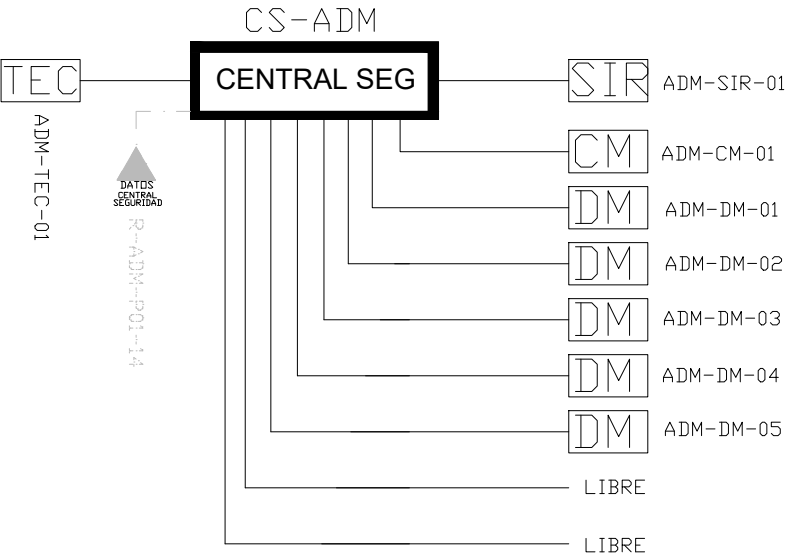 CS-ADM
TEC
CENTRAL SEG
SIR
ADM-SIR-01
ADM-TEC-01
CM
ADM-CM-01
DATOS
CENTRAL
SEGURIDAD
R-ADM-P01-14
DM
ADM-DM-01
DM
ADM-DM-02
DM
ADM-DM-03
DM
ADM-DM-04
DM
ADM-DM-05
LIBRE
LIBRE